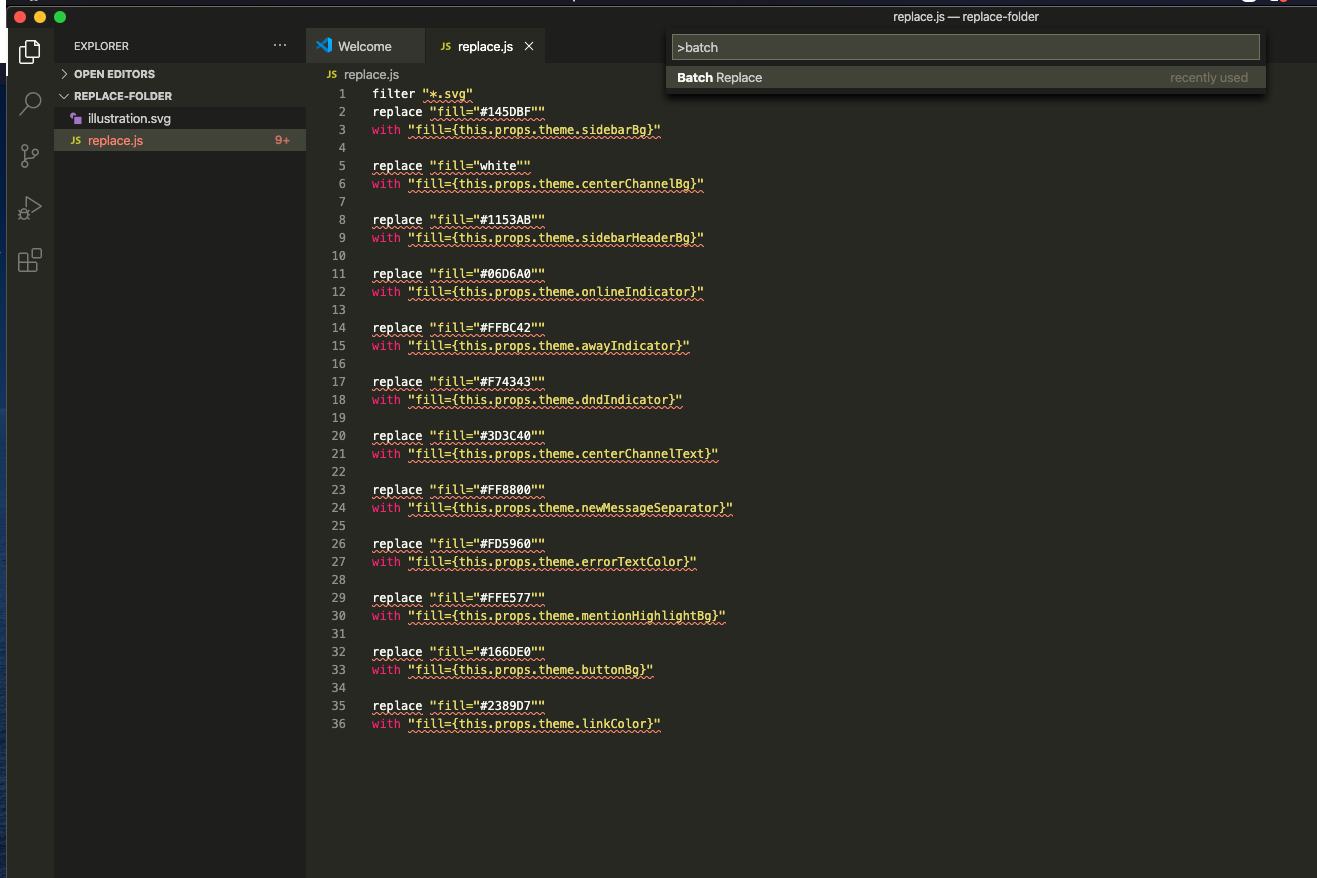 replace.js — replace-folder
EXPLORER
Welcome
JS replace.js
>batch
Batch Replace recently used
OPEN EDITORS
REPLACE-FOLDER
illustration.svg
JS replace.js 9+
JS replace.js
1 filter "*.svg"
2 replace "fill="#145DBF""
3 with "fill={this.props.theme.sidebarBg}"
4
5 replace "fill="white""
6 with "fill={this.props.theme.centerChannelBg}"
7
8 replace "fill="#1153AB""
9 with "fill={this.props.theme.sidebarHeaderBg}"
10
11 replace "fill="#06D6A0""
12 with "fill={this.props.theme.onlineIndicator}"
13
14 replace "fill="#FFBC42""
15 with "fill={this.props.theme.awayIndicator}"
16
17 replace "fill="#F74343""
18 with "fill={this.props.theme.dndIndicator}"
19
20 replace "fill="#3D3C40""
21 with "fill={this.props.theme.centerChannelText}"
22
23 replace "fill="#FF8800""
24 with "fill={this.props.theme.newMessageSeparator}"
25
26 replace "fill="#FD5960""
27 with "fill={this.props.theme.errorTextColor}"
28
29 replace "fill="#FFE577""
30 with "fill={this.props.theme.mentionHighlightBg}"
31
32 replace "fill="#166DE0""
33 with "fill={this.props.theme.buttonBg}"
34
35 replace "fill="#2389D7""
36 with "fill={this.props.theme.linkColor}"